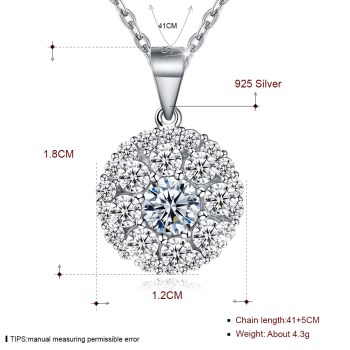 41CM
925 Silver
1.8CM
1.2CM
Chain length:41+5CM
Weight: About 4.3g
TIPS:manual measuring permissible error